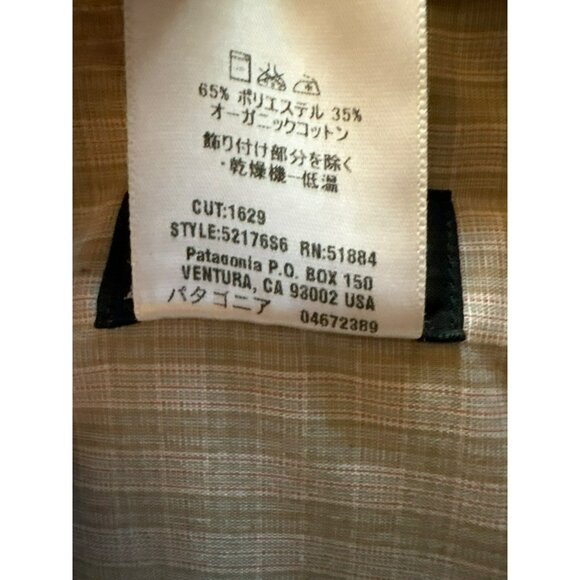 65% ポリエステル 35%
オーガニックコットン
飾り付け部分を除く
・乾燥機ー低温
CUT:1629
STYLE:52176S6 RN:51884
Patagonia P.O. BOX 150
VENTURA, CA 93002 USA
パタゴニア 04672389